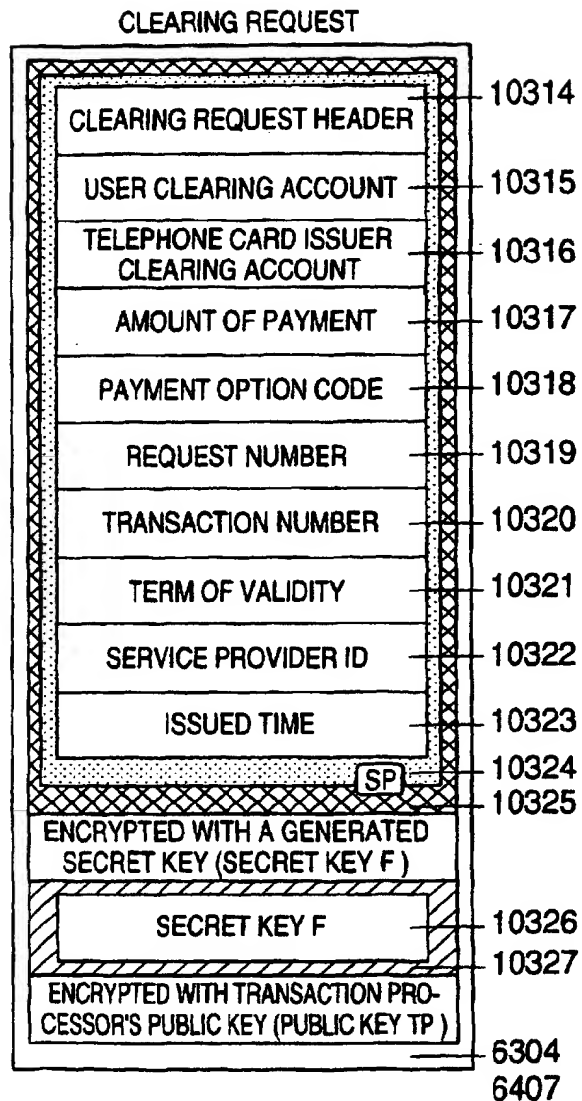 CLEARING REQUEST
CLEARING REQUEST HEADER 10314
USER CLEARING ACCOUNT 10315
TELEPHONE CARD ISSUER
CLEARING ACCOUNT 10316
AMOUNT OF PAYMENT 10317
PAYMENT OPTION CODE 10318
REQUEST NUMBER 10319
TRANSACTION NUMBER 10320
TERM OF VALIDITY 10321
SERVICE PROVIDER ID 10322
ISSUED TIME 10323
SP 10324
10325
ENCRYPTED WITH A GENERATED
SECRET KEY (SECRET KEY F )
SECRET KEY F 10326
10327
ENCRYPTED WITH TRANSACTION PRO-
CESSOR'S PUBLIC KEY (PUBLIC KEY TP )
6304
6407